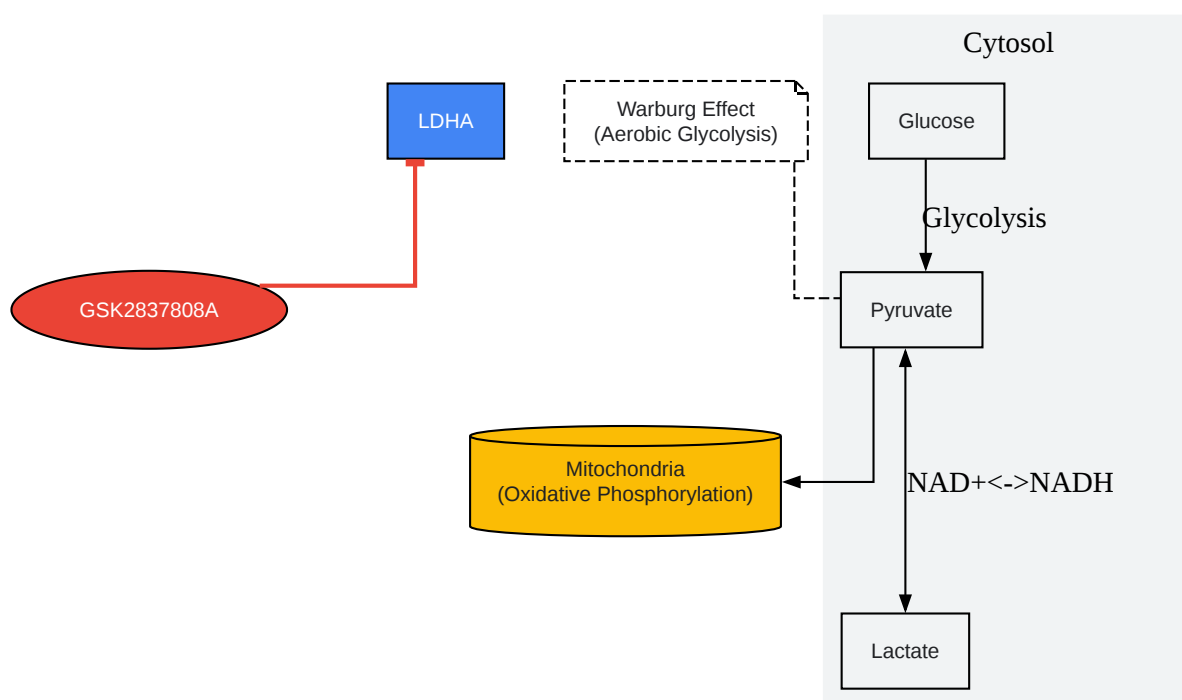 Cytosol
LDHA
Warburg Effect
(Aerobic Glycolysis)
Glucose
Glycolysis
GSK2837808A
Pyruvate
Mitochondria
(Oxidative Phosphorylation)
NAD+<->NADH
Lactate